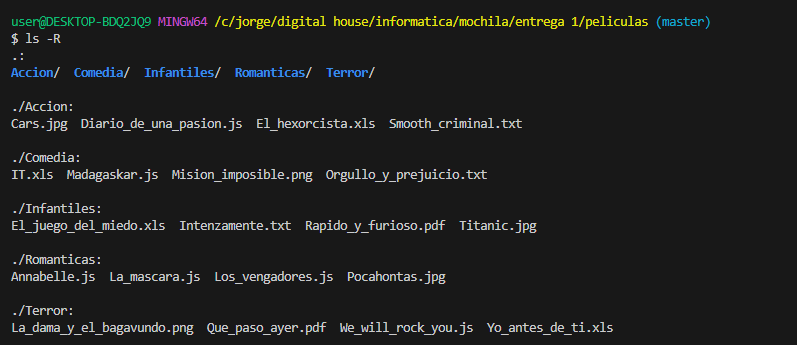 user@DESKTOP-BDQ2JQ9 MINGW64 /c/jorge/digital house/informatica/mochila/entrega 1/peliculas (master)
$ ls -R
.:
Accion/  Comedia/  Infantiles/  Romanticas/  Terror/

./Accion:
Cars.jpg  Diario_de_una_pasion.js  El_hexorcista.xls  Smooth_criminal.txt

./Comedia:
IT.xls  Madagaskar.js  Mision_imposible.png  Orgullo_y_prejuicio.txt

./Infantiles:
El_juego_del_miedo.xls  Intenzamente.txt  Rapido_y_furioso.pdf  Titanic.jpg

./Romanticas:
Annabelle.js  La_mascara.js  Los_vengadores.js  Pocahontas.jpg

./Terror:
La_dama_y_el_bagavundo.png  Que_paso_ayer.pdf  We_will_rock_you.js  Yo_antes_de_ti.xls